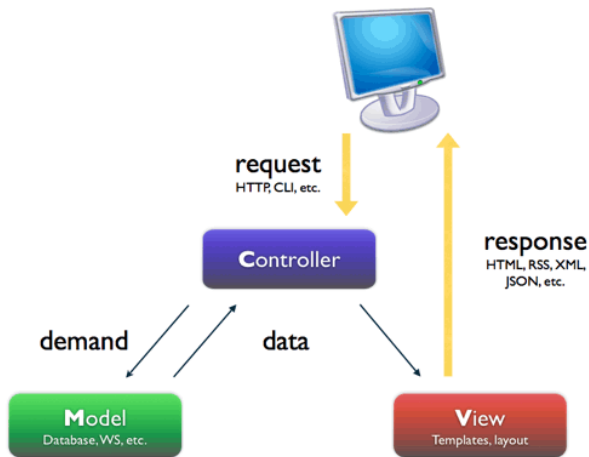 request
HTTP, CLI, etc.
Controller
response
HTML, RSS, XML,
JSON, etc.
demand
data
Model
Database, WS, etc.
View
Templates, layout